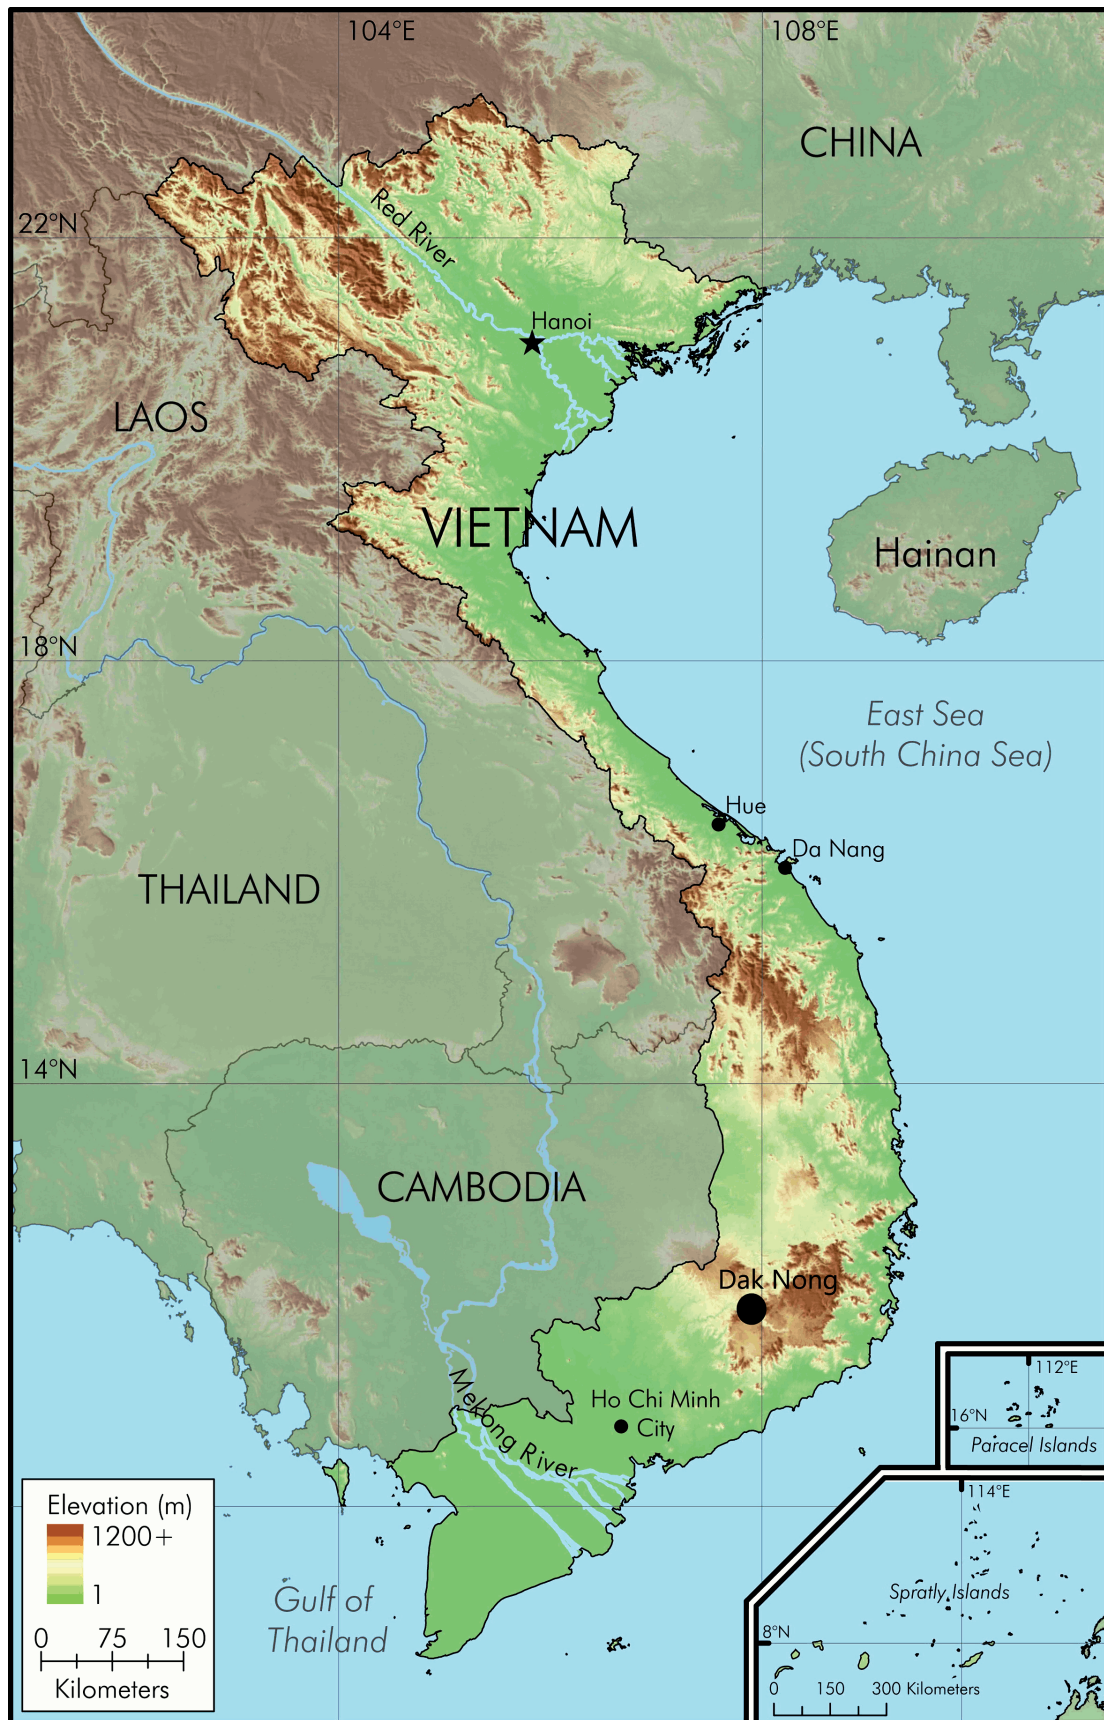 104°E
108°E
CHINA
22°N
Red River
Hanoi
LAOS
VIETNAM
Hainan
18°N
East Sea
(South China Sea)
Hue
Da Nang
THAILAND
14°N
CAMBODIA
Dak Nong
Mekong River
Ho Chi Minh
City
112°E
16°N
Paracel Islands
114°E
Spratly Islands
8°N
0 150 300 Kilometers
Gulf of
Thailand
Elevation (m)
1200+
1
0 75 150
Kilometers